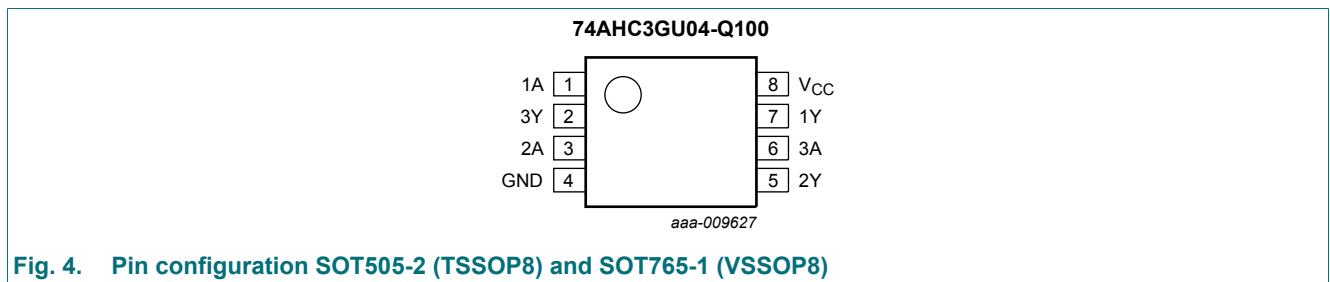 74AHC3GU04-Q100
1A 1 8 VCC
3Y 2 7 1Y
2A 3 6 3A
GND 4 5 2Y
aaa-009627
Fig. 4. Pin configuration SOT505-2 (TSSOP8) and SOT765-1 (VSSOP8)